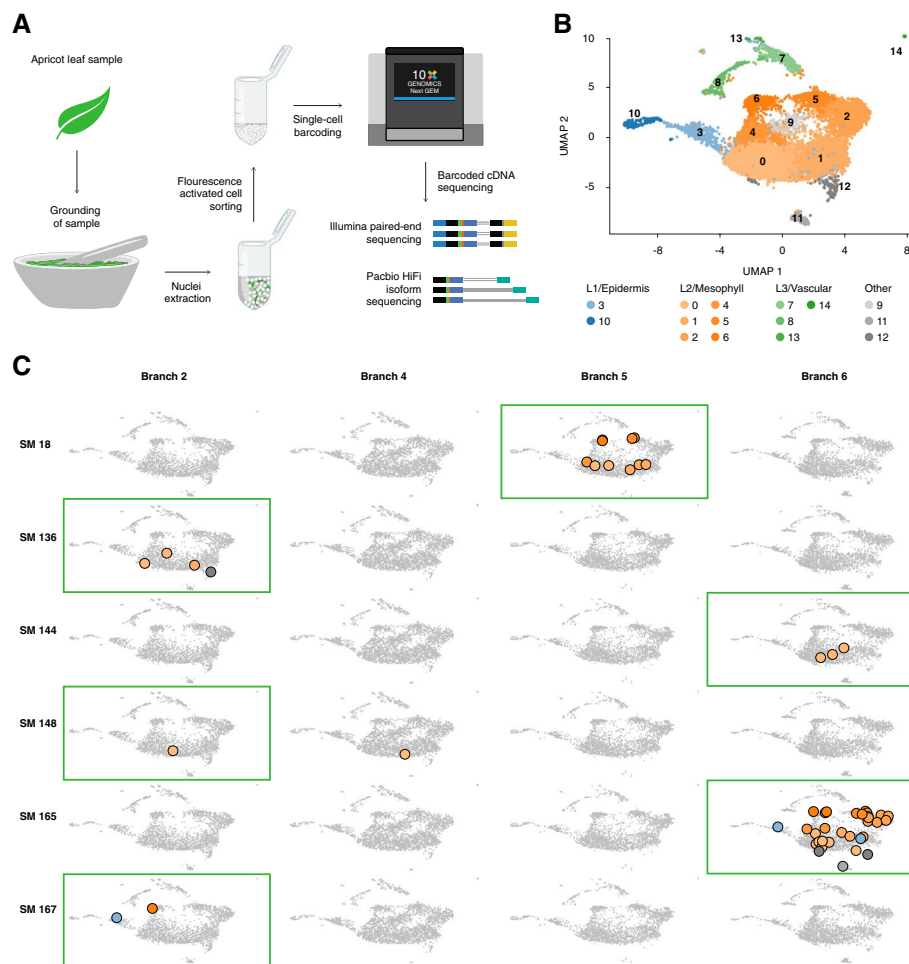 A
Apricot leaf sample
Grounding
of sample
Nuclei
extraction
Flourescence
activated cell
sorting
Single-cell
barcoding
10
GENOMICS
Next GEM
Barcoded cDNA
sequencing
Illumina paired-end
sequencing
Pacbio HiFi
isoform
sequencing
B
UMAP 2
10
5
0
-5
-8
-4
0
4
8
UMAP 1
13
14
7
8
6
5
2
10
3
4
9
0
1
12
11
L1/Epidermis
3
10
L2/Mesophyll
0 4
1 5
2 6
L3/Vascular
7 14
8
13
Other
9
11
12
C
Branch 2 Branch 4 Branch 5 Branch 6
SM 18
SM 136
SM 144
SM 148
SM 165
SM 167